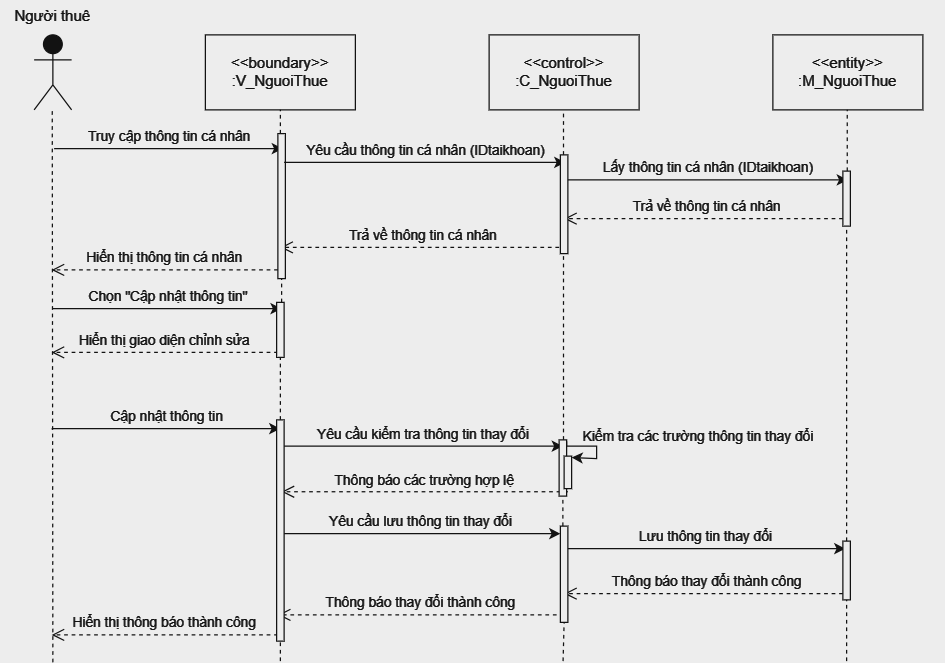 Người thuê
<<boundary>>
:V_NguoiThue
<<control>>
:C_NguoiThue
<<entity>>
:M_NguoiThue
Truy cập thông tin cá nhân
Yêu cầu thông tin cá nhân (IDtaikhoan)
Lấy thông tin cá nhân (IDtaikhoan)
Trả về thông tin cá nhân
Trả về thông tin cá nhân
Hiển thị thông tin cá nhân
Chọn "Cập nhật thông tin"
Hiển thị giao diện chỉnh sửa
Cập nhật thông tin
Yêu cầu kiểm tra thông tin thay đổi
Kiểm tra các trường thông tin thay đổi
Thông báo các trường hợp lệ
Yêu cầu lưu thông tin thay đổi
Lưu thông tin thay đổi
Thông báo thay đổi thành công
Thông báo thay đổi thành công
Hiển thị thông báo thành công